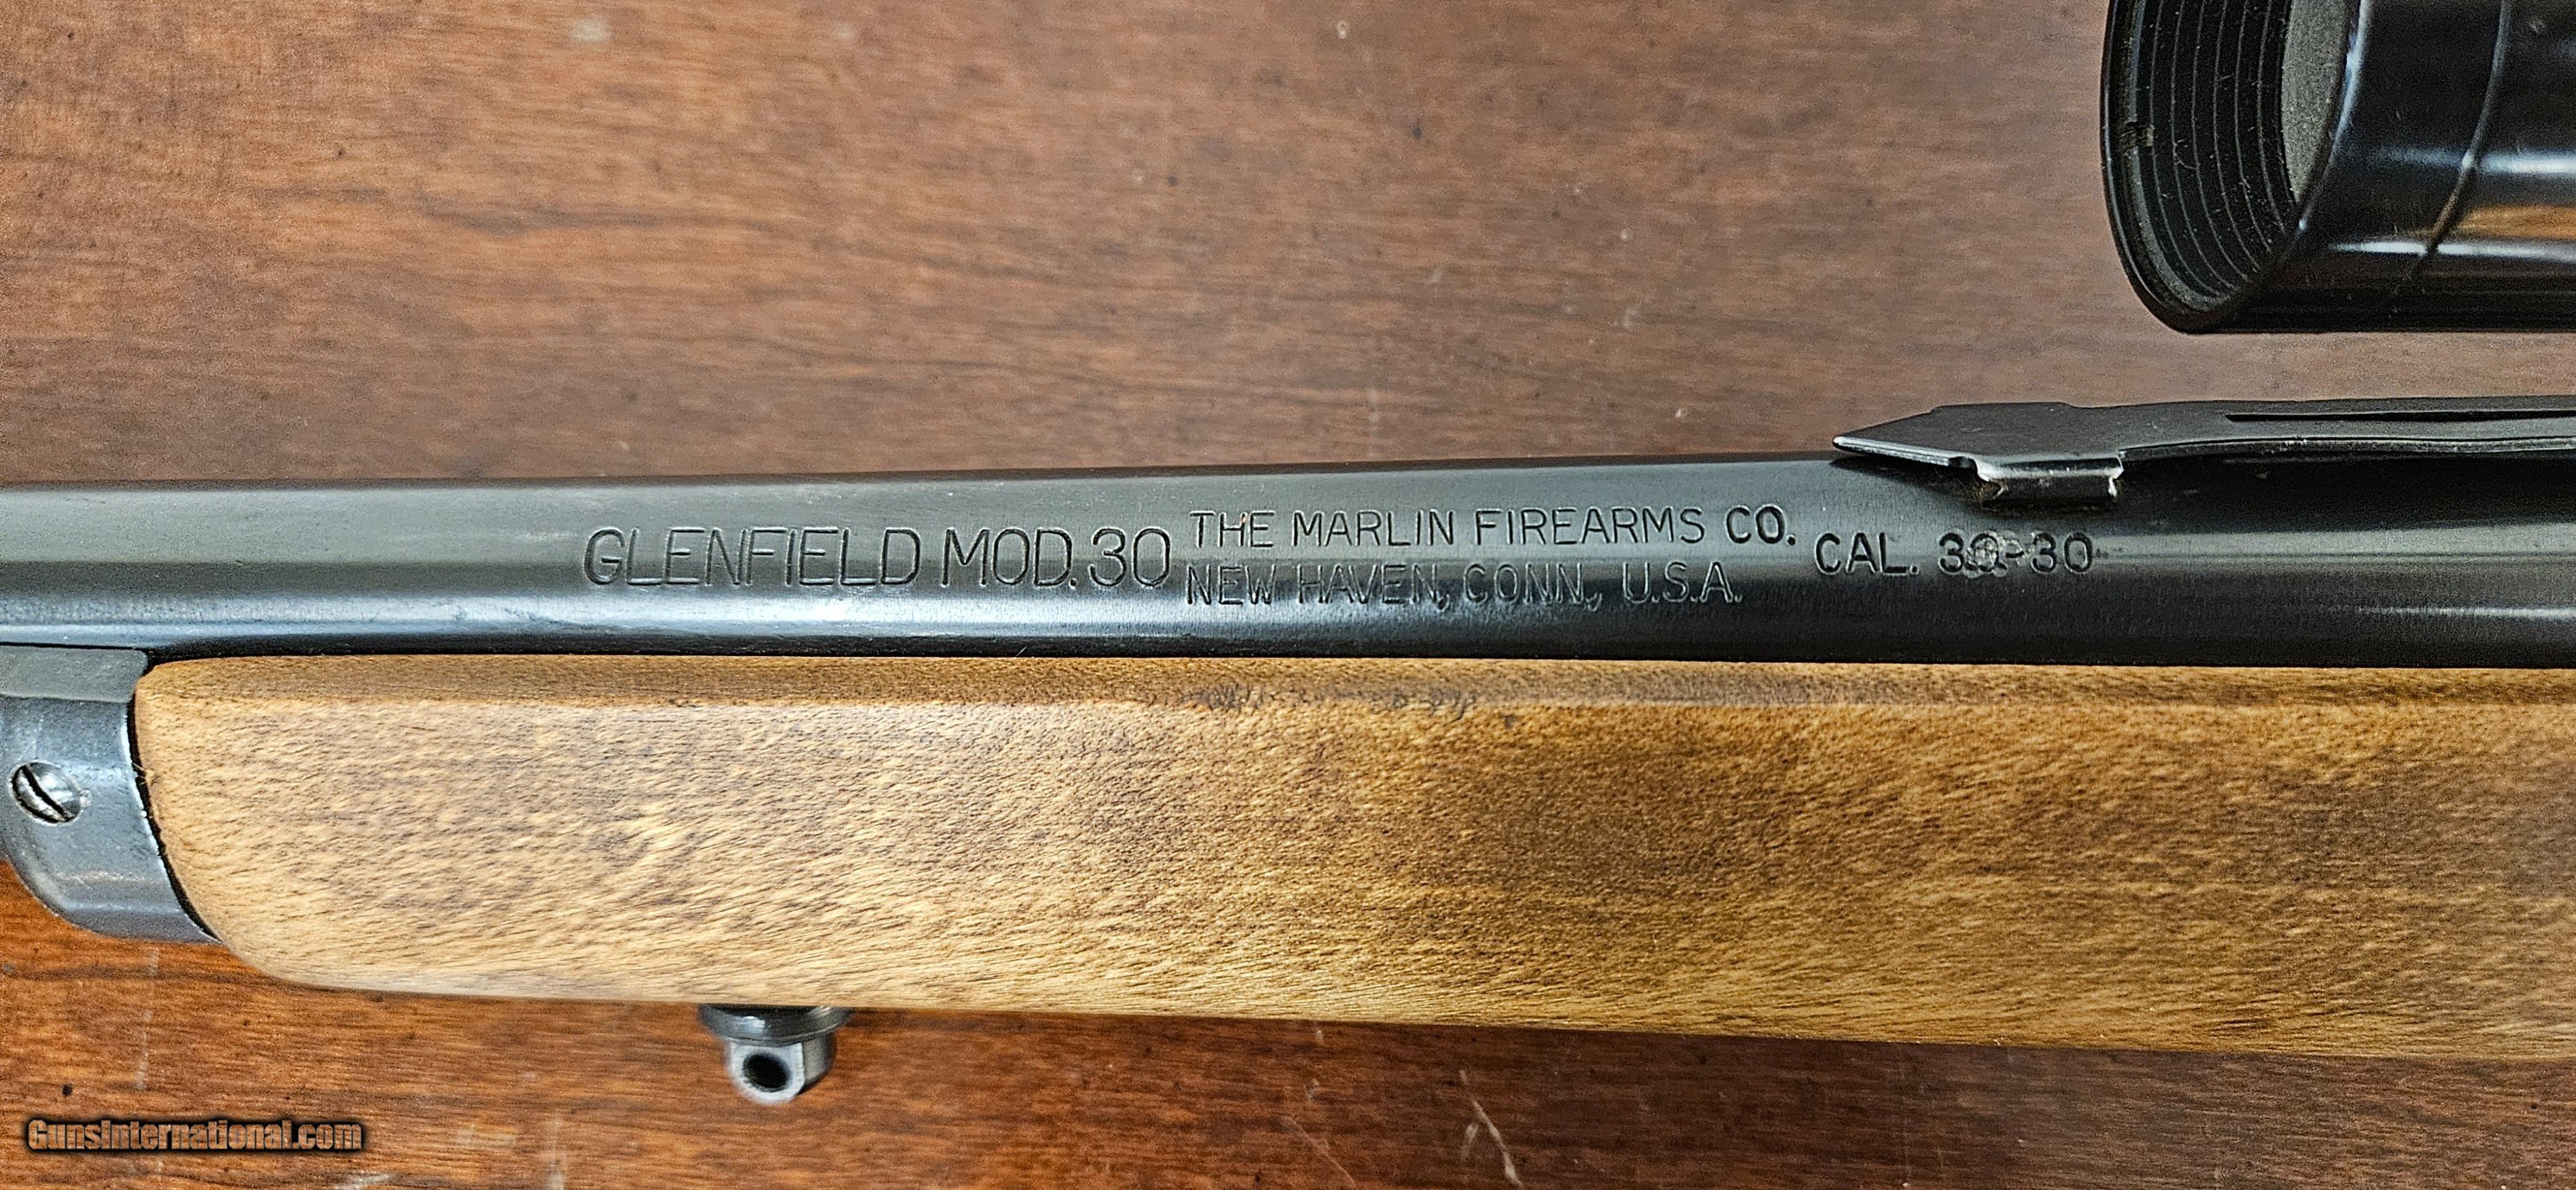 GLENFIELD MOD. 30
THE MARLIN FIREARMS CO.
NEW HAVEN, CONN., U.S.A.
CAL. 30-30
GunsInternational.com